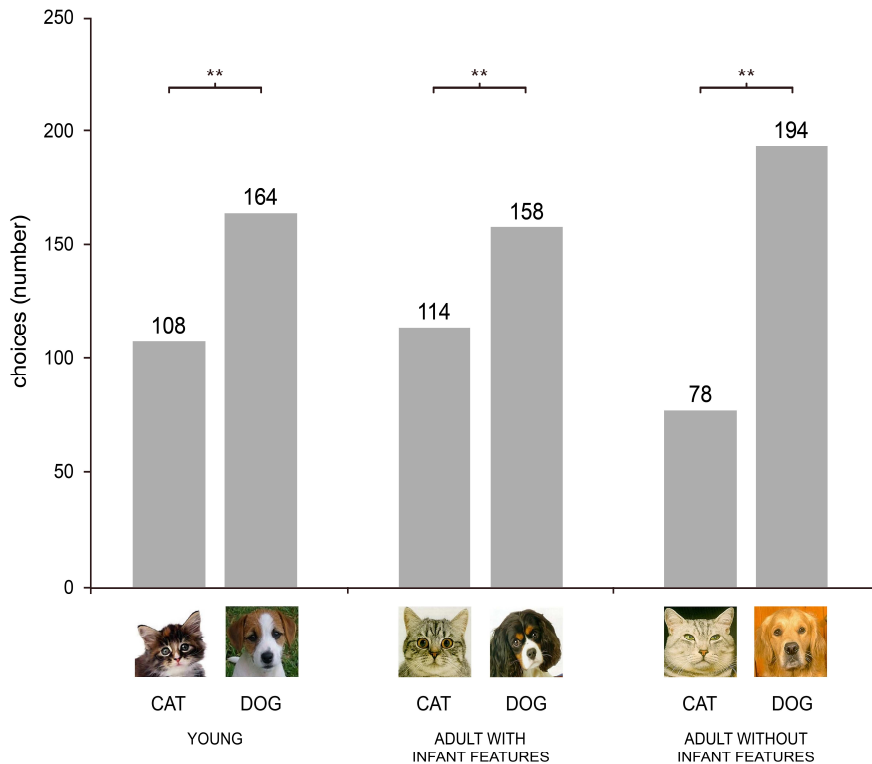 250
200
150
100
50
0
choices (number)
**
**
**
108
164
114
158
78
194
CAT
DOG
CAT
DOG
CAT
DOG
YOUNG
ADULT WITH
INFANT FEATURES
ADULT WITHOUT
INFANT FEATURES